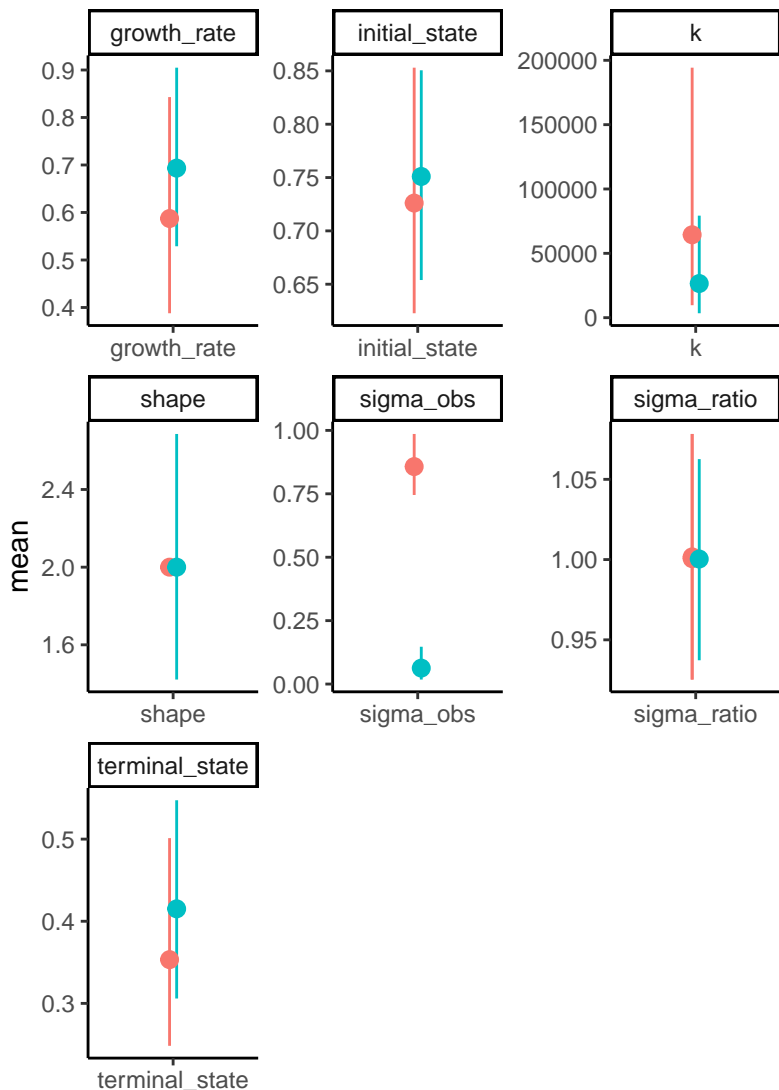 growth_rate
initial_state
k
0.9
0.8
0.7
0.6
0.5
0.4
0.85
0.80
0.75
0.70
0.65
200000
150000
100000
50000
0
growth_rate
initial_state
k
shape
sigma_obs
sigma_ratio
mean
2.4
2.0
1.6
1.00
0.75
0.50
0.25
0.00
1.05
1.00
0.95
shape
sigma_obs
sigma_ratio
terminal_state
0.5
0.4
0.3
terminal_state